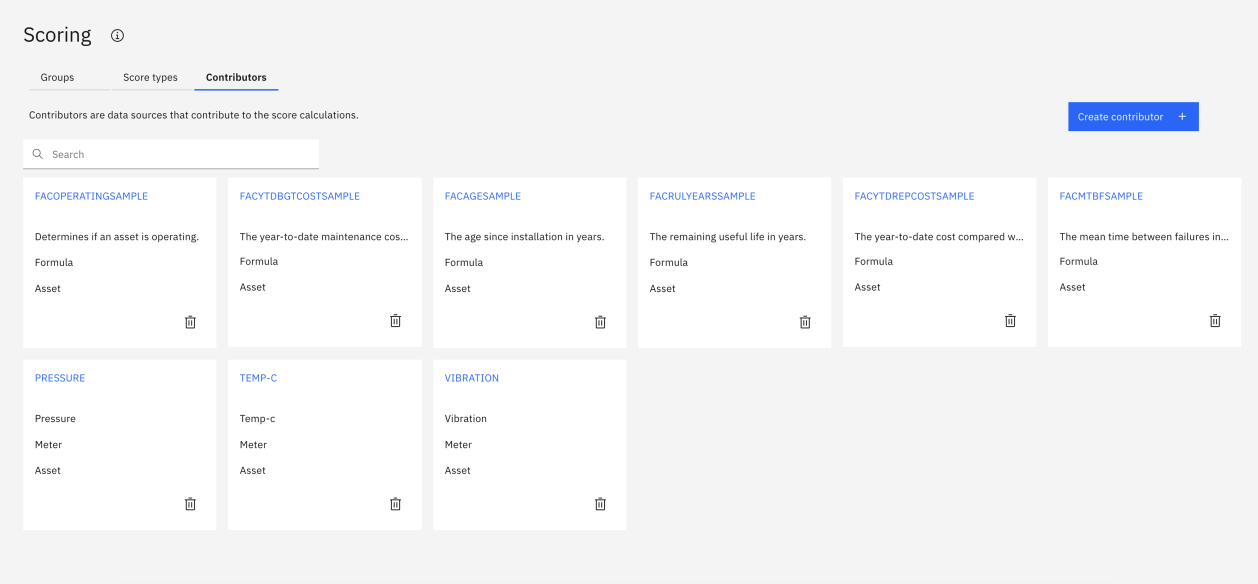 Scoring
Groups
Score types
Contributors
Contributors are data sources that contribute to the score calculations.
Create contributor
Search
FACOPERATINGSAMPLE
Determines if an asset is operating.
Formula
Asset
FACYTDBGTCOSTSAMPLE
The year-to-date maintenance cos...
Formula
Asset
FACAGESAMPLE
The age since installation in years.
Formula
Asset
FACRULYEARSSAMPLE
The remaining useful life in years.
Formula
Asset
FACYTDREPCOSTSAMPLE
The year-to-date cost compared w...
Formula
Asset
FACMTBFSAMPLE
The mean time between failures in...
Formula
Asset
PRESSURE
Pressure
Meter
Asset
TEMP-C
Temp-c
Meter
Asset
VIBRATION
Vibration
Meter
Asset